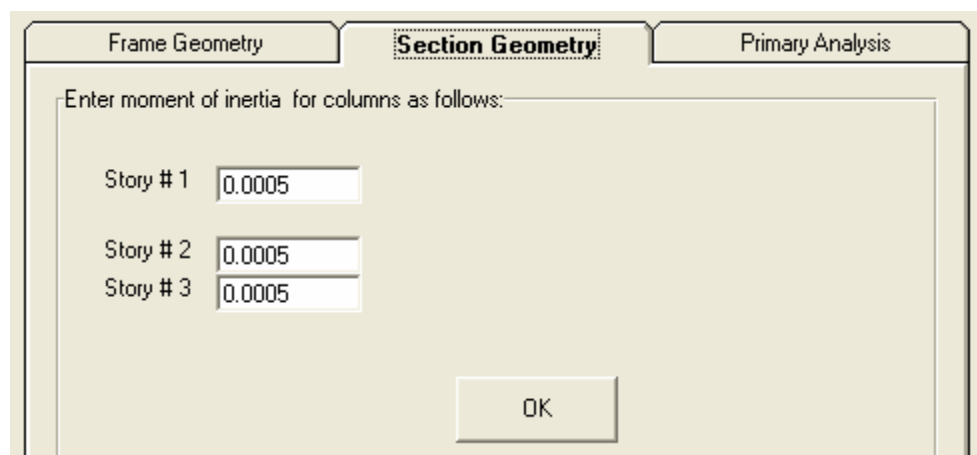 Frame Geometry Section Geometry Primary Analysis
Enter moment of inertia for columns as follows:
Story # 1 0.0005
Story # 2 0.0005
Story # 3 0.0005
OK